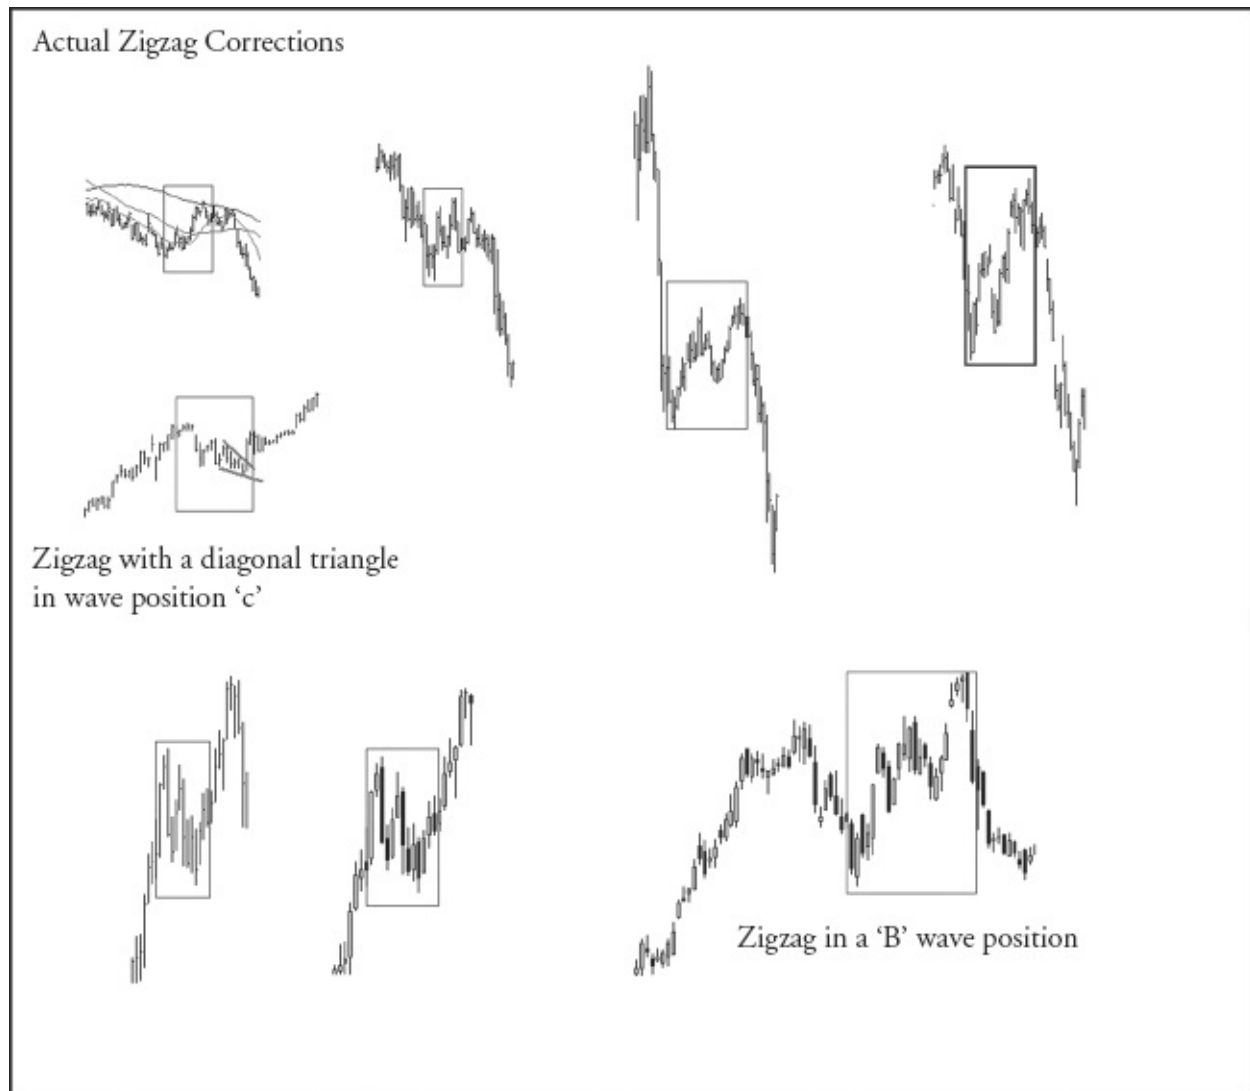 Actual Zigzag Corrections
Zigzag with a diagonal triangle
in wave position ‘c’
Zigzag in a ‘B’ wave position